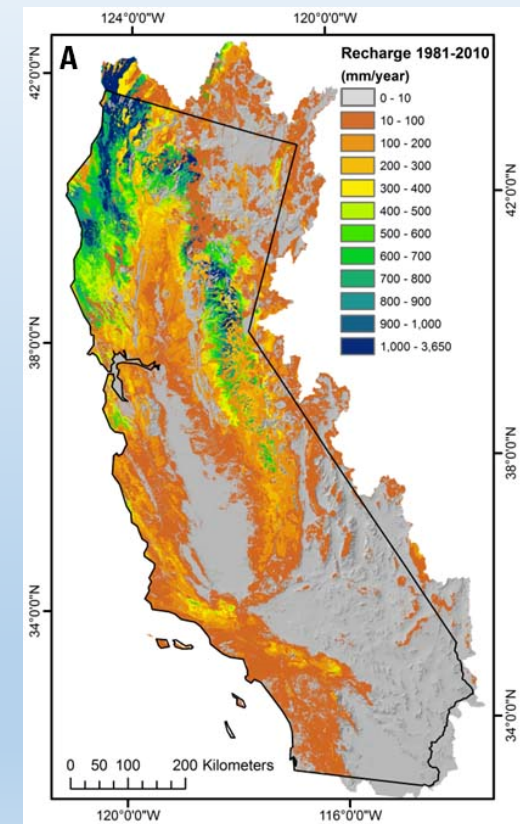 124°0'0"W 120°0'0"W
A
Recharge 1981-2010
(mm/year)
0 - 10
10 - 100
100 - 200
200 - 300
300 - 400
400 - 500
500 - 600
600 - 700
700 - 800
800 - 900
900 - 1,000
1,000 - 3,650
42°0'0"N
42°0'0"N
38°0'0"N
38°0'0"N
34°0'0"N
34°0'0"N
0 50 100 200 Kilometers
120°0'0"W 116°0'0"W